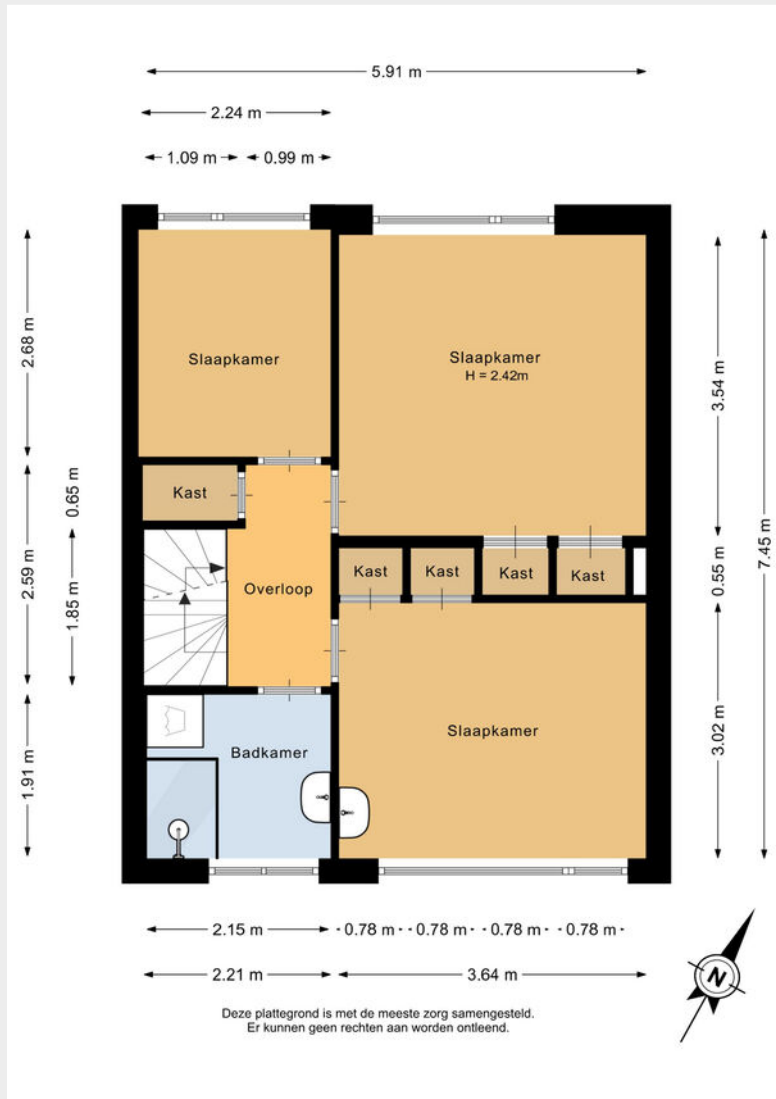 5.91 m
2.24 m
1.09 m 0.99 m
2.68 m
Slaapkamer
Slaapkamer
H = 2.42m
3.54 m
0.65 m
Kast
2.59 m
1.85 m
Overloop
Kast
Kast
Kast
Kast
0.55 m
7.45 m
1.91 m
Badkamer
Slaapkamer
3.02 m
2.15 m 0.78 m 0.78 m 0.78 m 0.78 m
2.21 m 3.64 m
N
Deze plattegrond is met de meeste zorg samengesteld.
Er kunnen geen rechten aan worden ontleend.